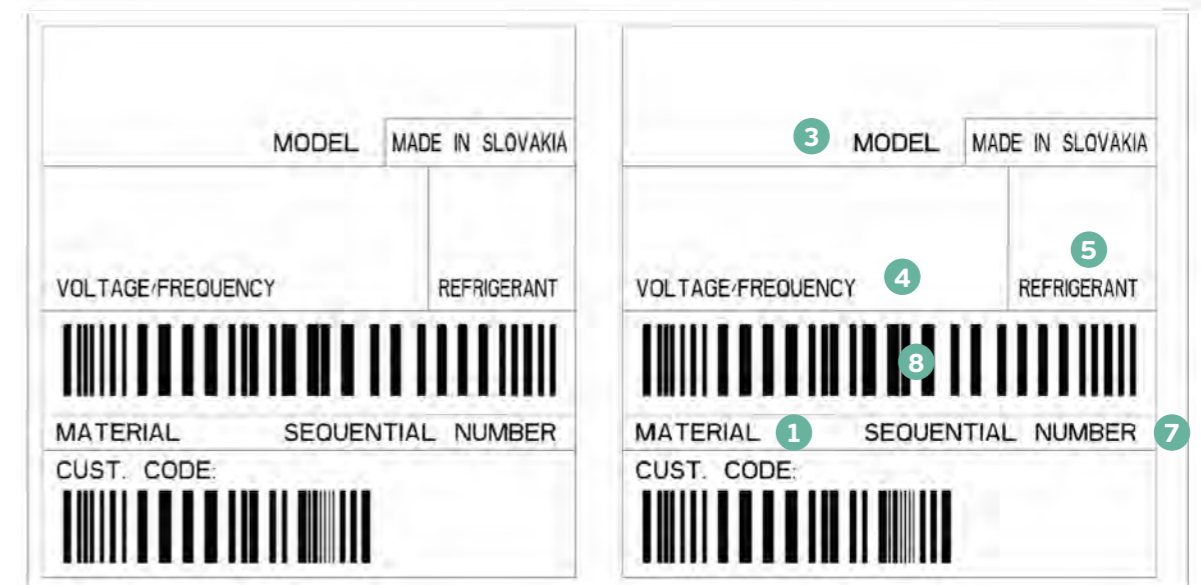 MODEL MADE IN SLOVAKIA
VOLTAGE/FREQUENCY REFRIGERANT
MATERIAL SEQUENTIAL NUMBER
CUST. CODE:
3 MODEL MADE IN SLOVAKIA
5
VOLTAGE/FREQUENCY 4 REFRIGERANT
8
MATERIAL 1 SEQUENTIAL NUMBER 7
CUST. CODE: